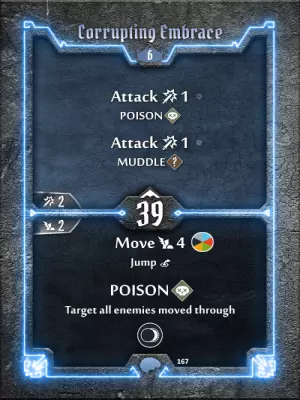 Corrupting Embrace
6
Attack 1
POISON
Attack 1
MUDDLE
2
39
2
Move 4
Jump
POISON
Target all enemies moved through
167